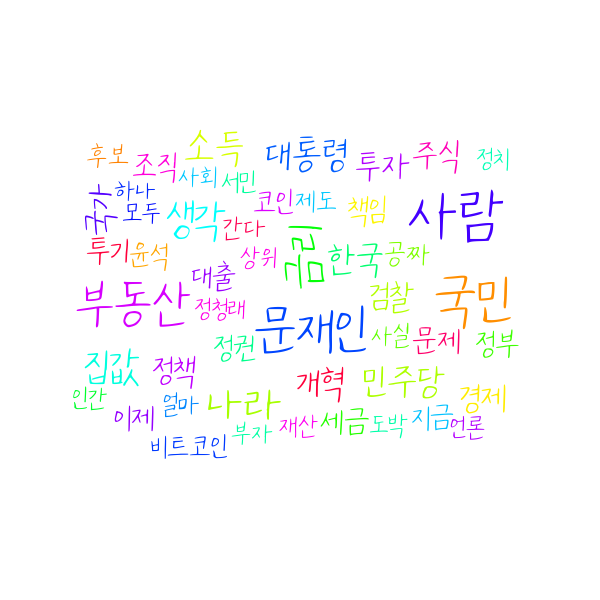 소득
대통령
후보
조직
투자
주식
정치
사회
서민
하나
국가
모두
생각
간다
코인
제도
책임
사람
투기
윤석
상위
금리
한국
공짜
대출
부동산
정청래
문재인
검찰
국민
정권
사실
문제
정부
집값
정책
개혁
민주당
인간
이제
얼마
나라
경제
비트코인
부자
재산
세금
도박
지금
언론